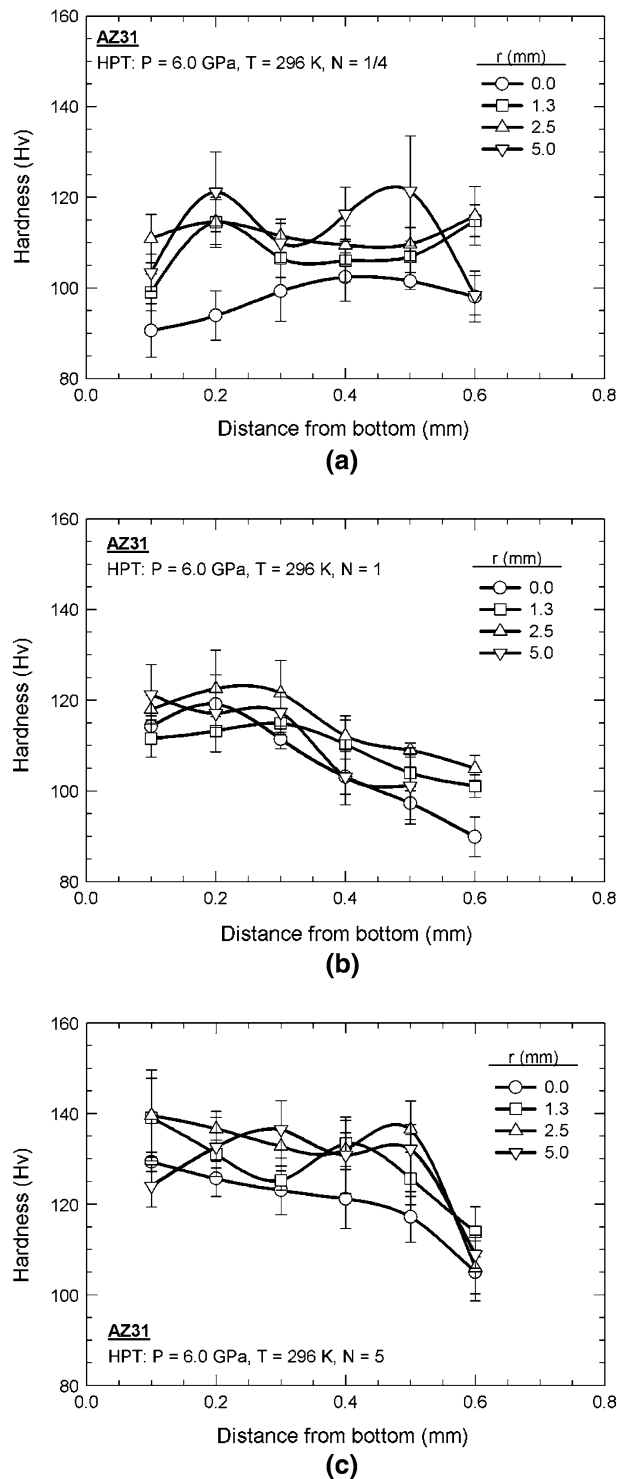 160
AZ31
HPT: P = 6.0 GPa, T = 296 K, N = 1/4
r (mm)
0.0
1.3
2.5
5.0
150
140
130
120
110
100
90
80
Hardness (Hv)
0.0 0.2 0.4 0.6 0.8
Distance from bottom (mm)
(a)
160
AZ31
HPT: P = 6.0 GPa, T = 296 K, N = 1
r (mm)
0.0
1.3
2.5
5.0
140
120
100
80
Hardness (Hv)
0.0 0.2 0.4 0.6 0.8
Distance from bottom (mm)
(b)
160
r (mm)
0.0
1.3
2.5
5.0
140
120
100
80
Hardness (Hv)
AZ31
HPT: P = 6.0 GPa, T = 296 K, N = 5
0.0 0.2 0.4 0.6 0.8
Distance from bottom (mm)
(c)